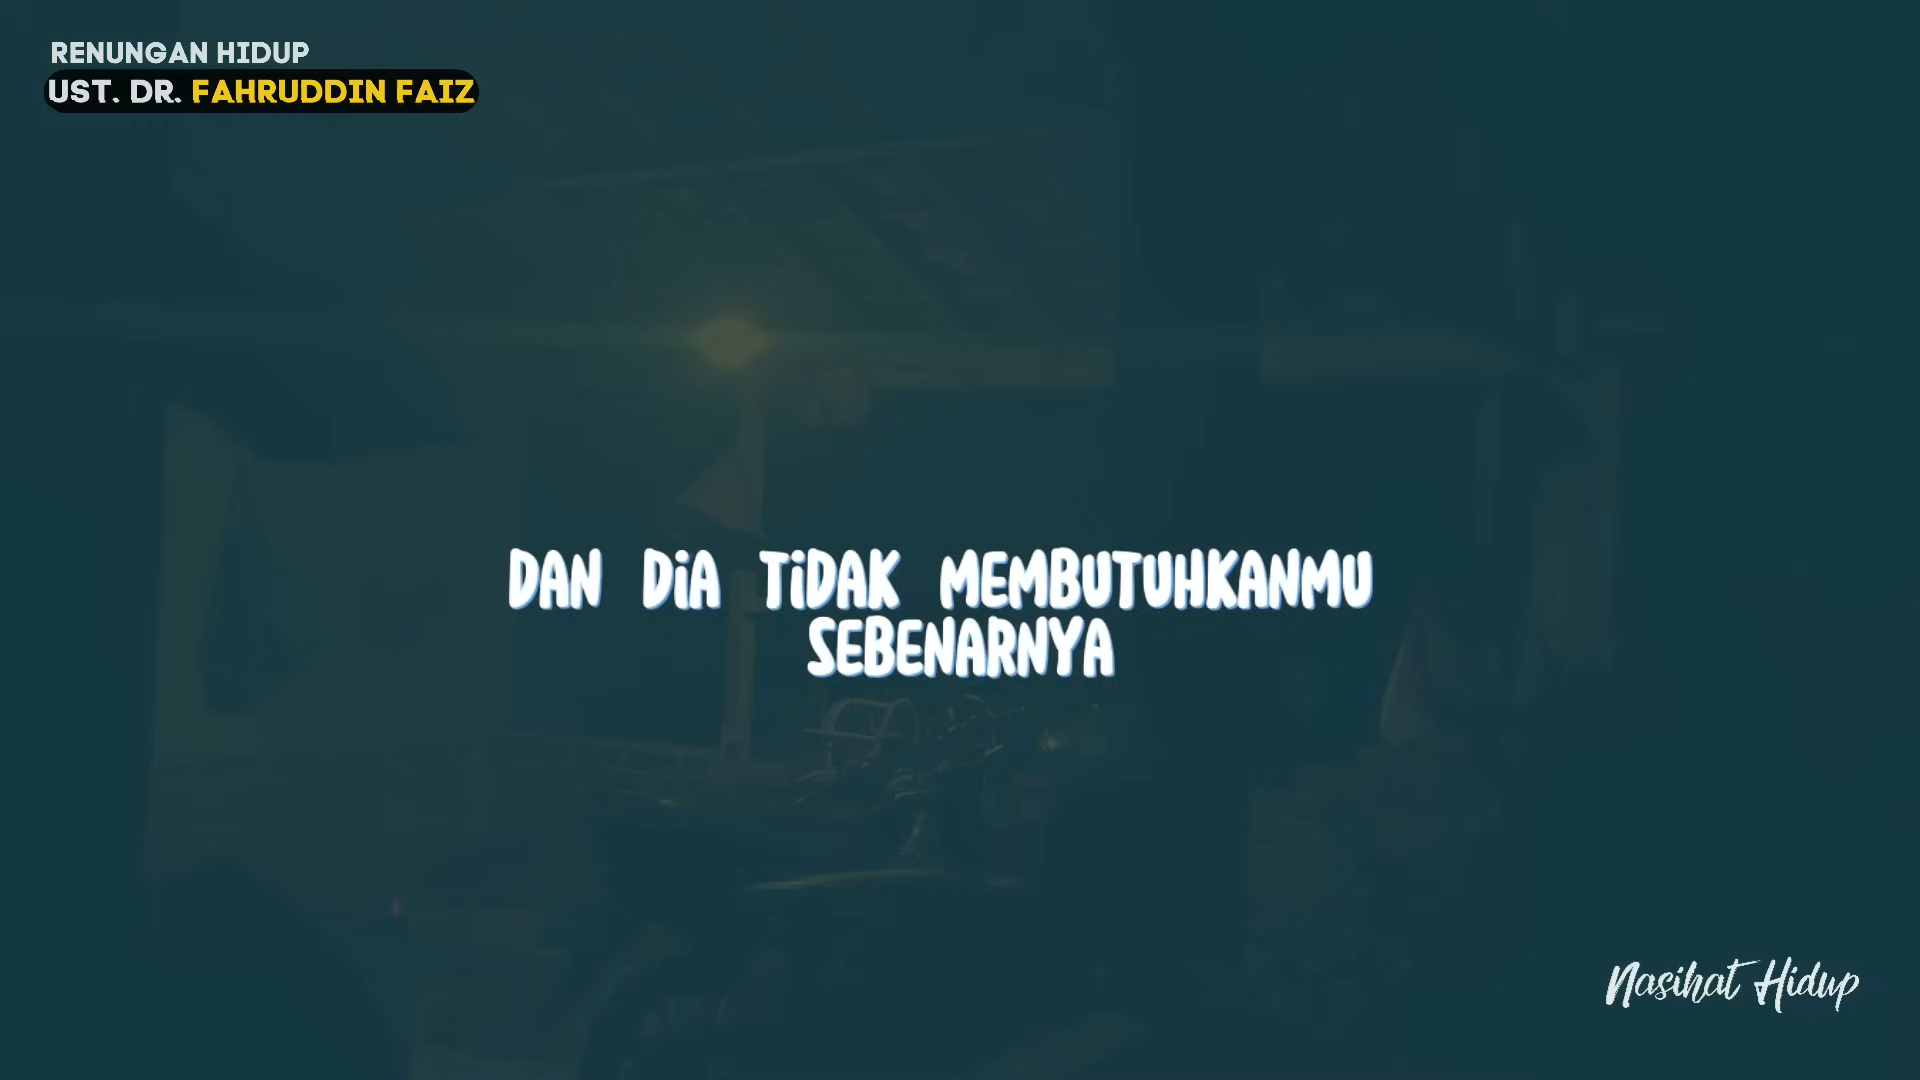 RENUNGAN HIDUP
UST. DR. FAHRUDDIN FAIZ
DAN DiA TiDAK MEMBUTUHKANMU
SEBENARNYA
Nasihat Hidup